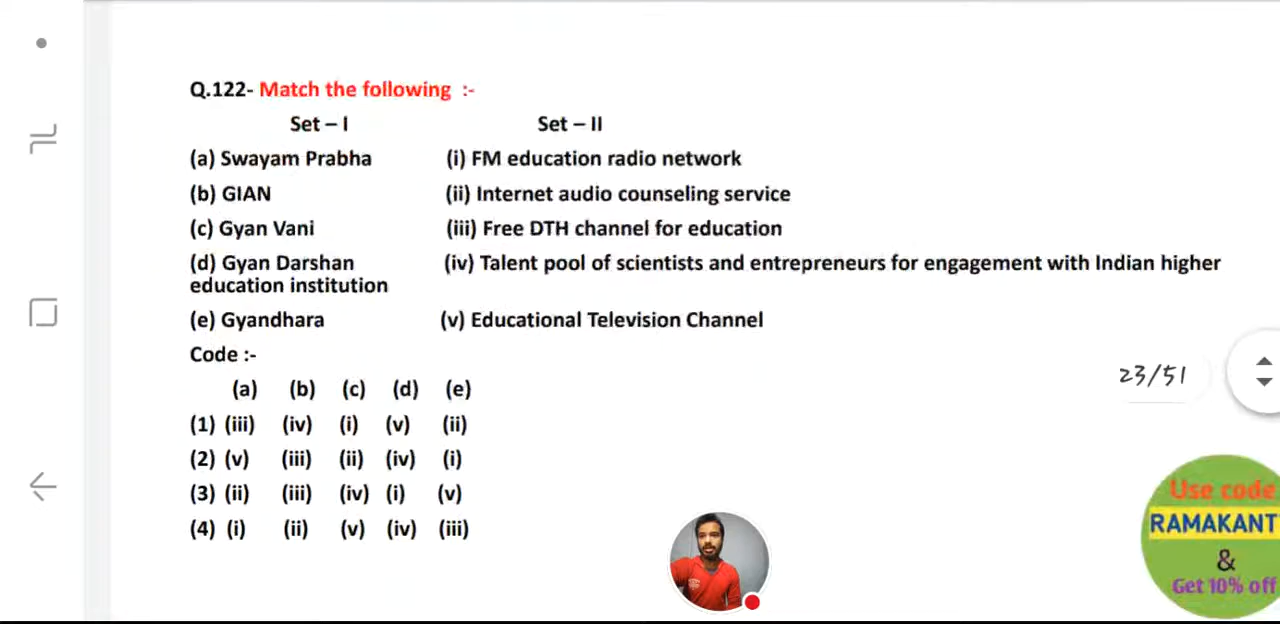 Q.122- Match the following :-
Set – I Set – II
(a) Swayam Prabha (i) FM education radio network
(b) GIAN (ii) Internet audio counseling service
(c) Gyan Vani (iii) Free DTH channel for education
(d) Gyan Darshan (iv) Talent pool of scientists and entrepreneurs for engagement with Indian higher
education institution
(e) Gyandhara (v) Educational Television Channel
Code :-
(a) (b) (c) (d) (e)
(1) (iii) (iv) (i) (v) (ii)
(2) (v) (iii) (ii) (iv) (i)
(3) (ii) (iii) (iv) (i) (v)
(4) (i) (ii) (v) (iv) (iii)
23/51
Use code
RAMAKANT
&
Get 10% off